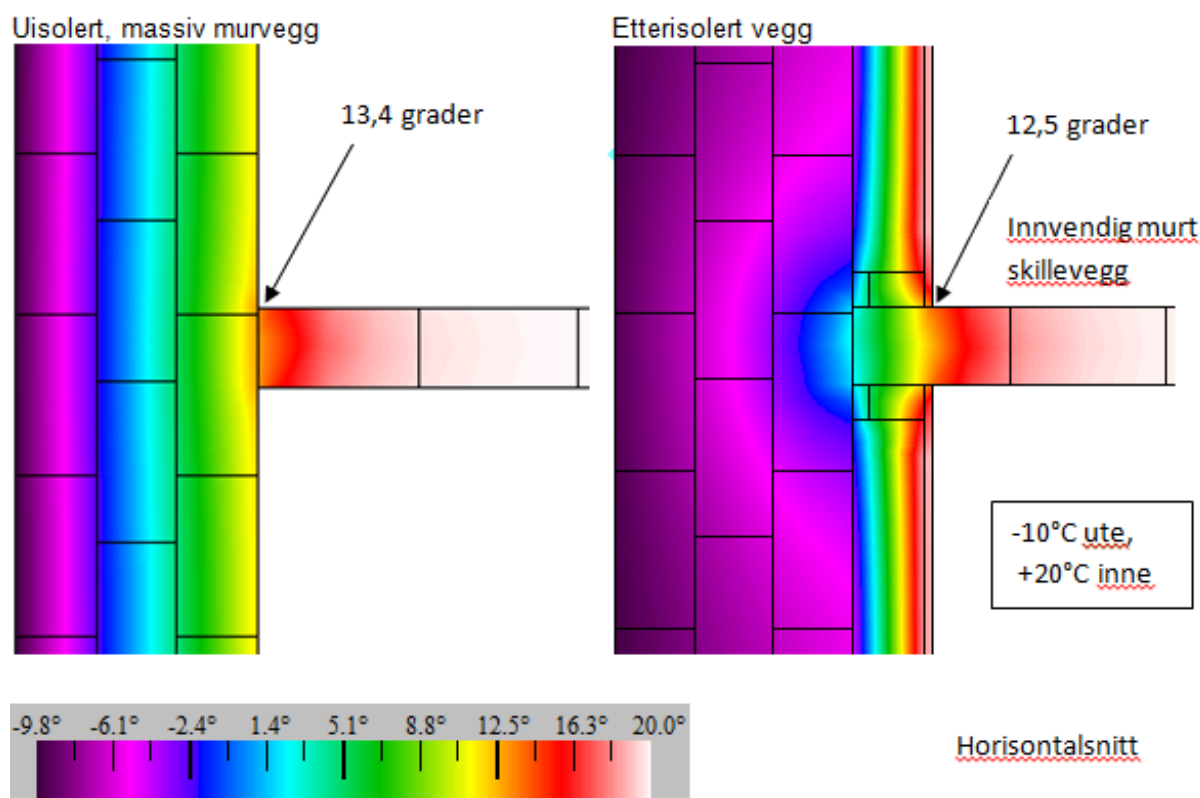 Uisolert, massiv murvegg
Etterisolert vegg
13,4 grader
12,5 grader
Innvendig murt
skillevegg
-10°C ute,
+20°C inne
-9.8° -6.1° -2.4° 1.4° 5.1° 8.8° 12.5° 16.3° 20.0°
Horisontalsnitt